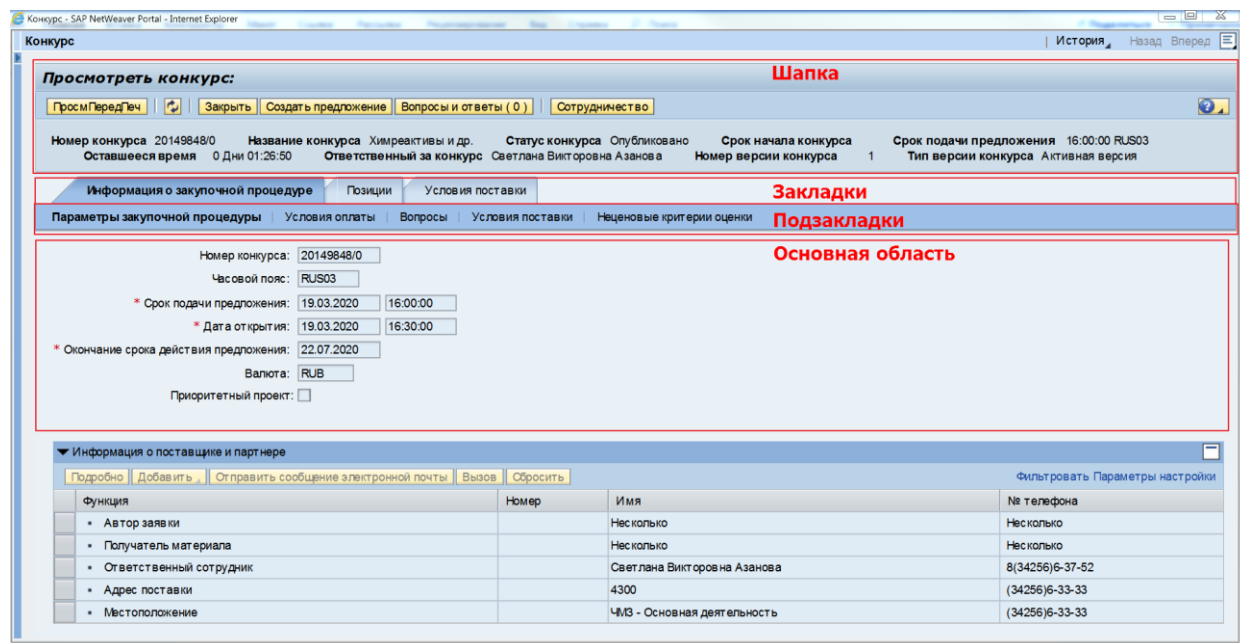 Конкурс - SAP NetWeaver Portal - Internet Explorer
Конкурс
История Назад Вперед
Просмотреть конкурс: Шапка
ПросмПередПеч Закрыть Создать предложение Вопросы и ответы ( 0 ) Сотрудничество
Номер конкурса 20149848/0 Название конкурса Химреактивы и др. Статус конкурса Опубликовано Срок начала конкурса Срок подачи предложения 16:00:00 RUS03
Оставшееся время 0 Дни 01:26:50 Ответственный за конкурс Светлана Викторовна Азанова Номер версии конкурса 1 Тип версии конкурса Активная версия
Информация о закупочной процедуре Позиции Условия поставки Закладки
Параметры закупочной процедуры Условия оплаты Вопросы Условия поставки Неценовые критерии оценки Подзакладки
Основная область
Номер конкурса: 20149848/0
Часовой пояс: RUS03
* Срок подачи предложения: 19.03.2020 16:00:00
* Дата открытия: 19.03.2020 16:30:00
* Окончание срока действия предложения: 22.07.2020
Валюта: RUB
Приоритетный проект:
Информация о поставщике и партнере
Подробно Добавить Отправить сообщение электронной почты Вызов Сбросить Фильтровать Параметры настройки
Функция Номер Имя № телефона
Автор заявки Несколько Несколько
Получатель материала Несколько Несколько
Ответственный сотрудник Светлана Викторовна Азанова 8(34256)6-37-52
Адрес поставки 4300 (34256)6-33-33
Местоположение ЧМЗ - Основная деятельность (34256)6-33-33